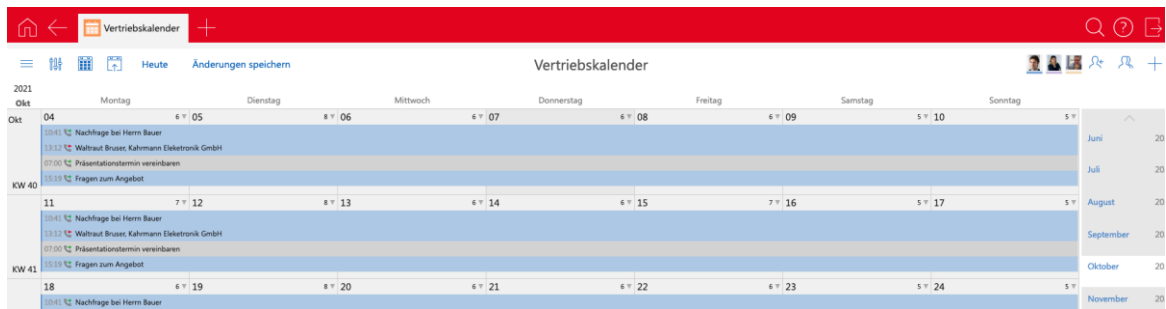 Vertriebskalender
Heute Änderungen speichern Vertriebskalender
2021
Okt Montag Dienstag Mittwoch Donnerstag Freitag Samstag Sonntag
Okt 04 6 05 8 06 6 07 6 08 6 09 5 10 5
10:41 Nachfrage bei Herrn Bauer
13:12 Waltraut Bruser, Kahrmann Eleketronik GmbH
07:00 Präsentationstermin vereinbaren
15:19 Fragen zum Angebot
KW 40
11 7 12 8 13 6 14 6 15 7 16 5 17 5
10:41 Nachfrage bei Herrn Bauer
13:12 Waltraut Bruser, Kahrmann Eleketronik GmbH
07:00 Präsentationstermin vereinbaren
15:19 Fragen zum Angebot
KW 41
18 6 19 8 20 6 21 6 22 6 23 5 24 5
10:41 Nachfrage bei Herrn Bauer
Juni 20
Juli 20
August 20
September 20
Oktober 20
November 20